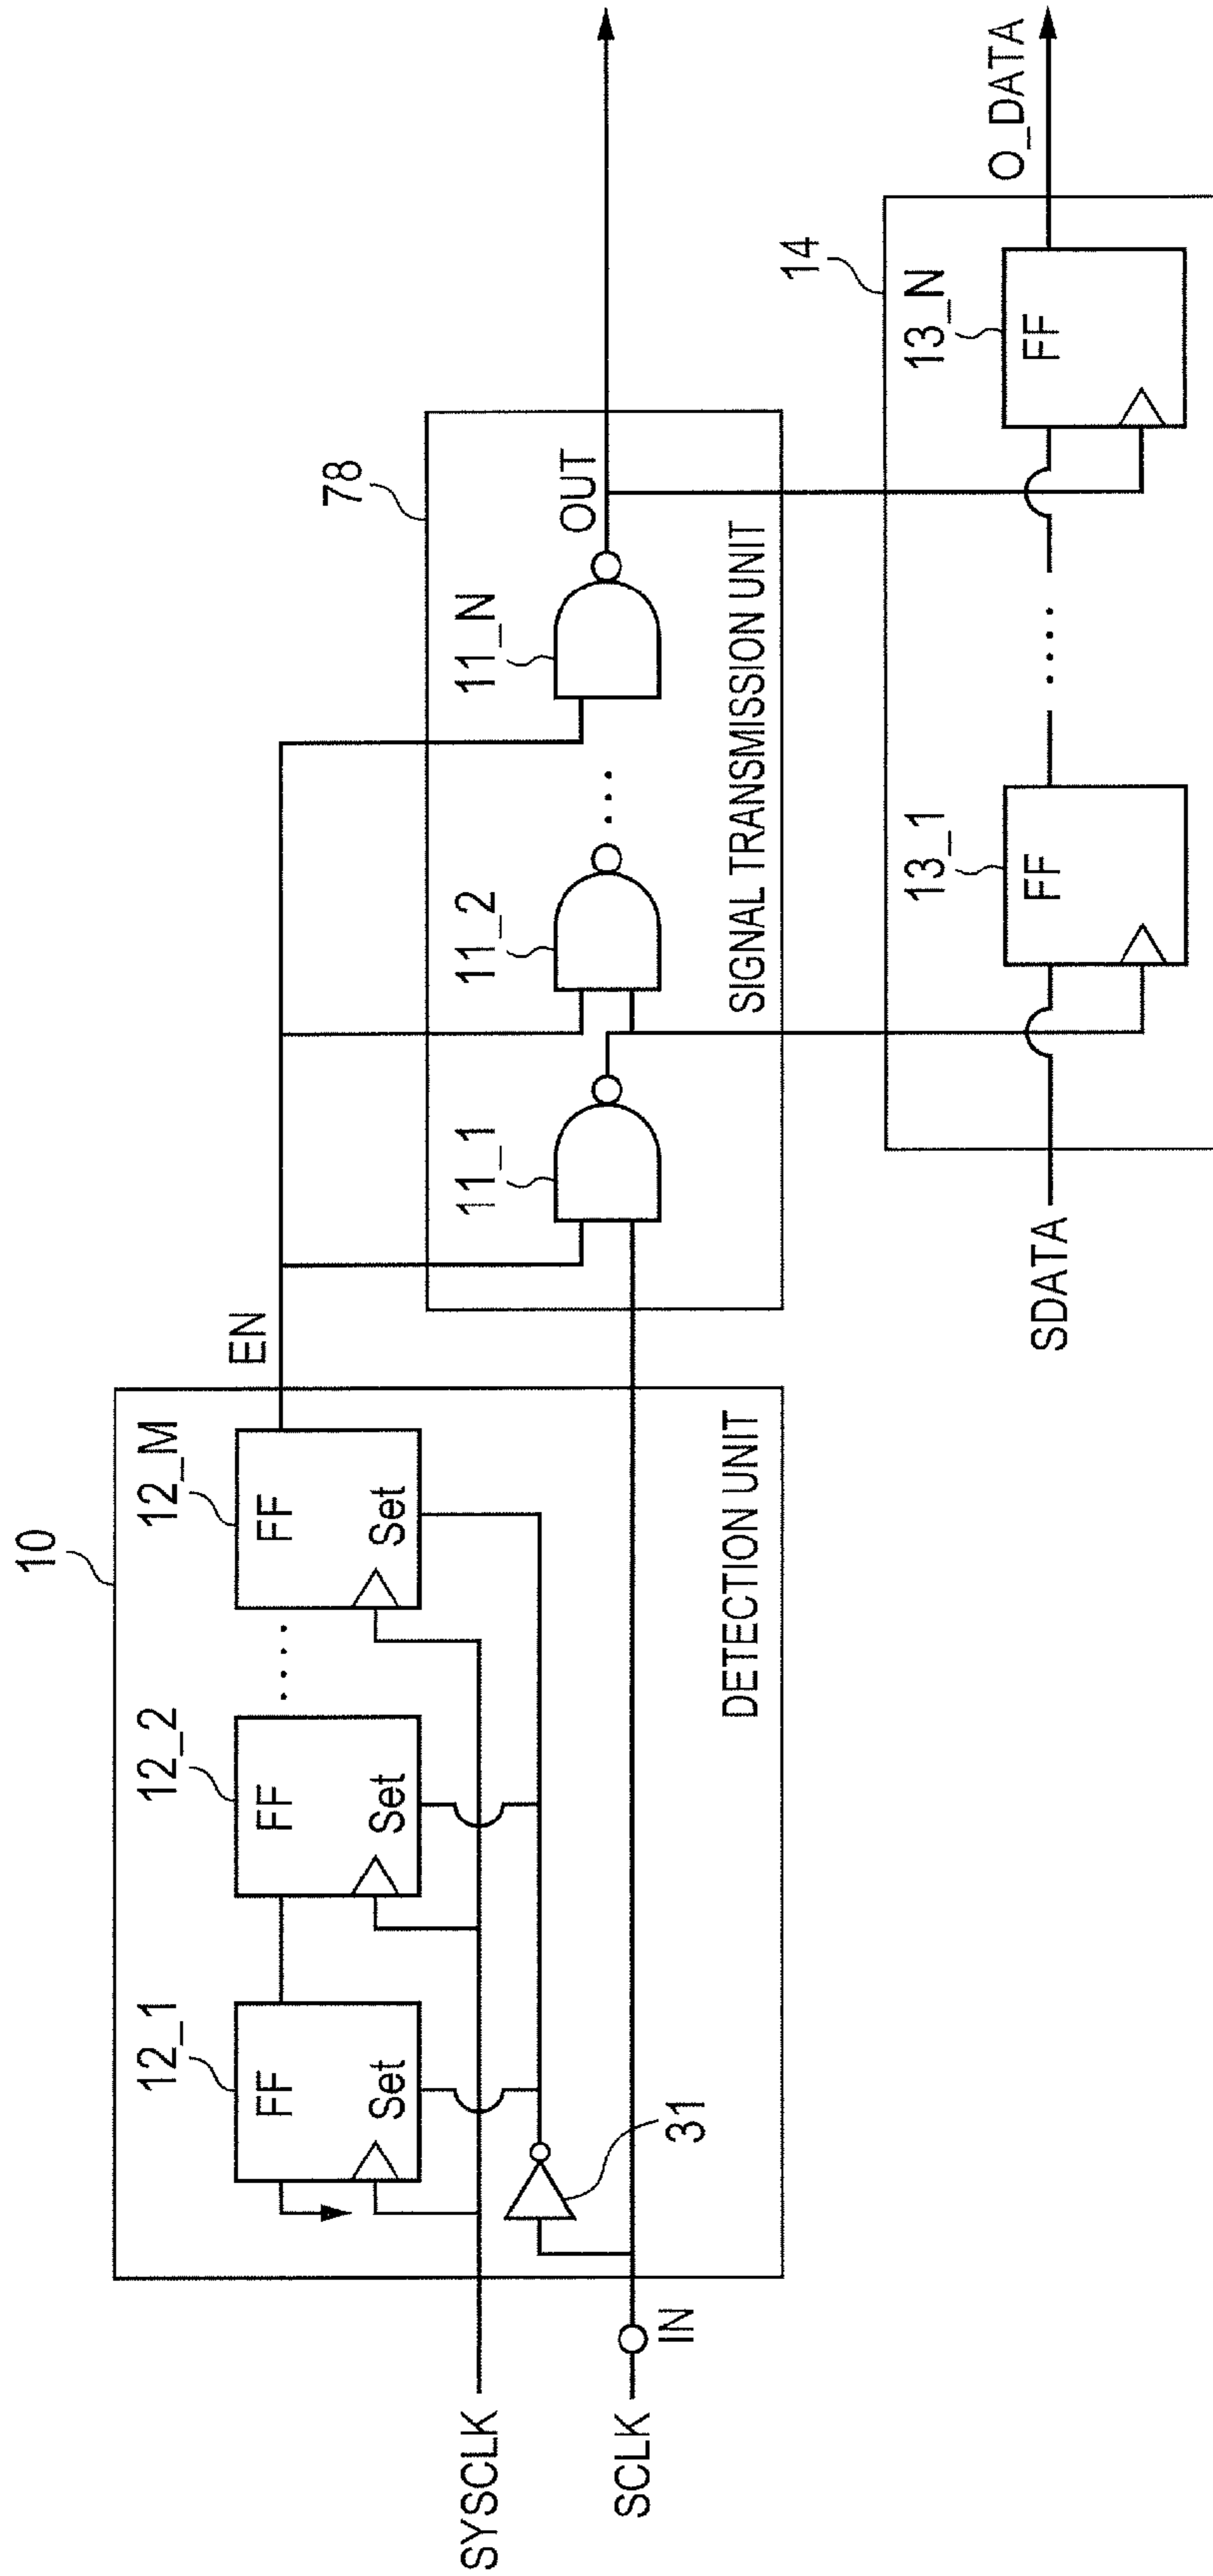 10
12_1
12_2
12_M
FF
Set
FF
Set
....
FF
Set
EN
SYSCLK
31
DETECTION UNIT
SCLK
IN
78
11_1
11_2
...
11_N
OUT
SIGNAL TRANSMISSION UNIT
14
13_1
13_N
FF
....
FF
SDATA
O_DATA